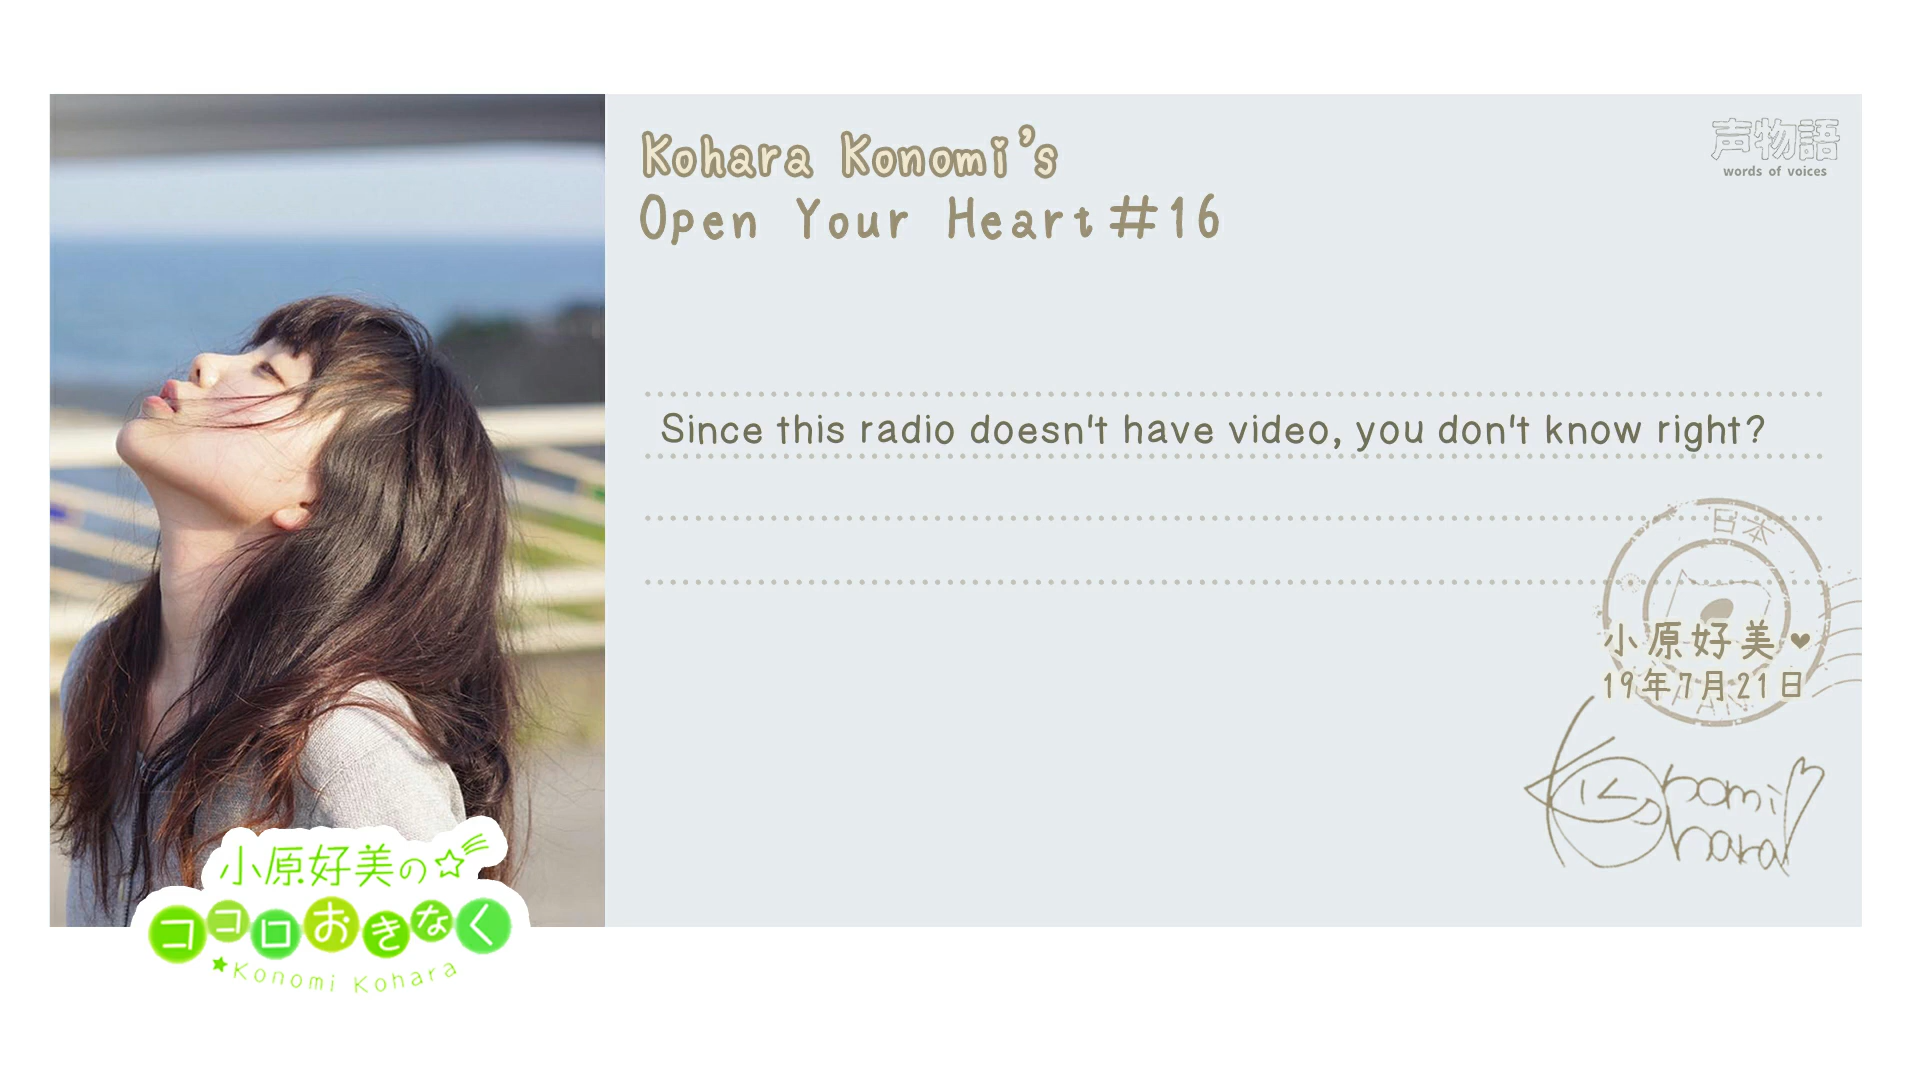 Kohara Konomi's
Open Your Heart#16
声物語
words of voices
Since this radio doesn't have video, you don't know right?
日本
小原好美❤
19年7月21日
Konomi
Kohara
小原好美の☆
ココロおきなく
★Konomi Kohara